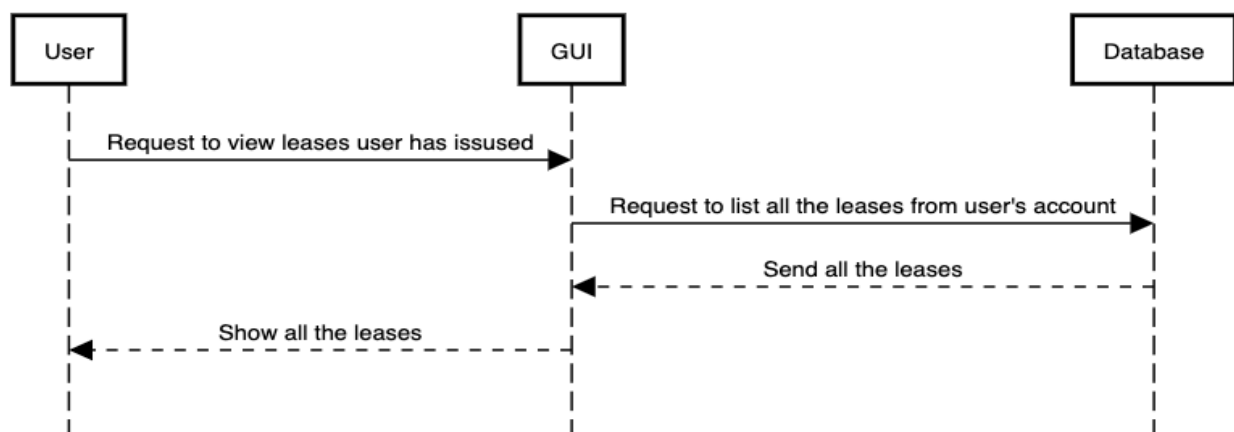 User
GUI
Database
Request to view leases user has issused
Request to list all the leases from user's account
Send all the leases
Show all the leases